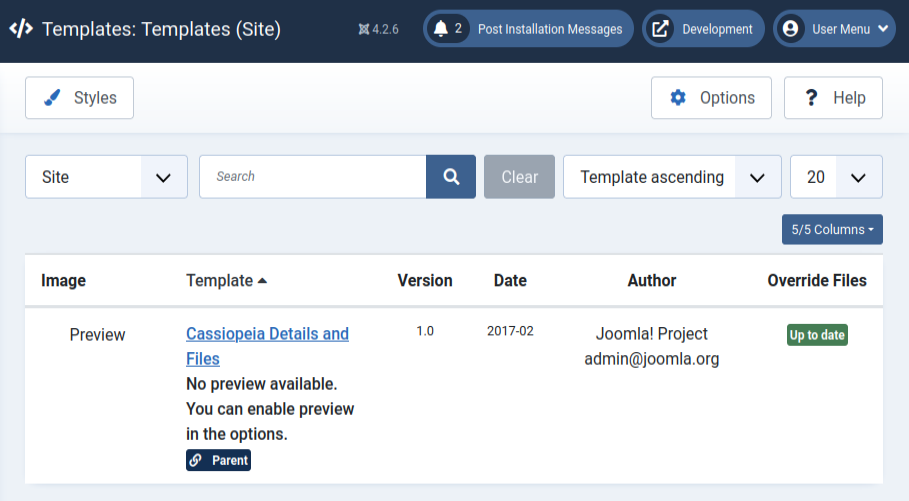 Templates: Templates (Site) 4.2.6 2 Post Installation Messages Development User Menu
Styles Options ? Help
Site Search Clear Template ascending 20
5/5 Columns
Image Template Version Date Author Override Files
Preview Cassiopeia Details and 1.0 2017-02 Joomla! Project Up to date
Files admin@joomla.org
No preview available.
You can enable preview
in the options.
Parent